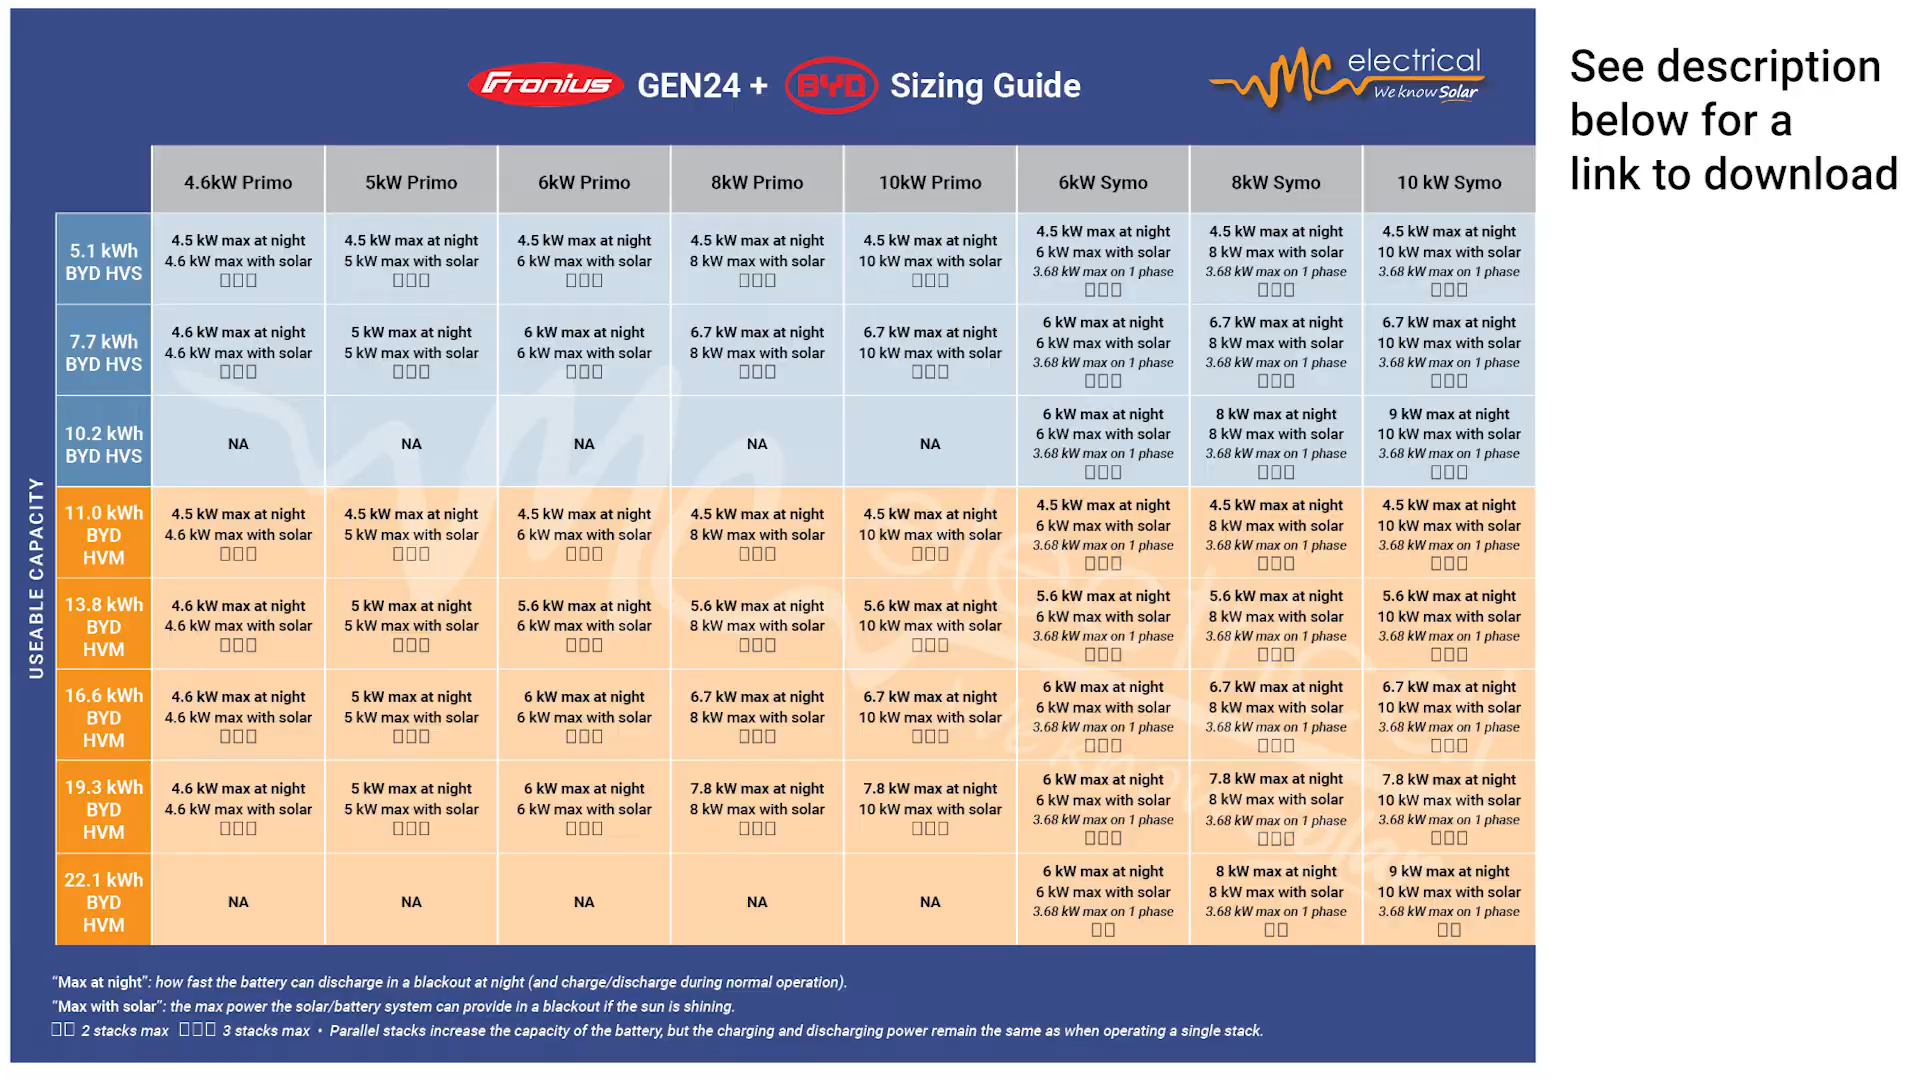 Fronius GEN24 + BYD Sizing Guide
MC electrical
We know Solar
See description
below for a
link to download
4.6kW Primo 5kW Primo 6kW Primo 8kW Primo 10kW Primo 6kW Symo 8kW Symo 10 kW Symo
USEABLE CAPACITY
5.1 kWh
BYD HVS
4.5 kW max at night
4.6 kW max with solar
4.5 kW max at night
5 kW max with solar
4.5 kW max at night
6 kW max with solar
4.5 kW max at night
8 kW max with solar
4.5 kW max at night
10 kW max with solar
4.5 kW max at night
6 kW max with solar
3.68 kW max on 1 phase
4.5 kW max at night
8 kW max with solar
3.68 kW max on 1 phase
4.5 kW max at night
10 kW max with solar
3.68 kW max on 1 phase
7.7 kWh
BYD HVS
4.6 kW max at night
4.6 kW max with solar
5 kW max at night
5 kW max with solar
6 kW max at night
6 kW max with solar
6.7 kW max at night
8 kW max with solar
6.7 kW max at night
10 kW max with solar
6 kW max at night
6 kW max with solar
3.68 kW max on 1 phase
6.7 kW max at night
8 kW max with solar
3.68 kW max on 1 phase
6.7 kW max at night
10 kW max with solar
3.68 kW max on 1 phase
10.2 kWh
BYD HVS
NA
NA
NA
NA
NA
6 kW max at night
6 kW max with solar
3.68 kW max on 1 phase
8 kW max at night
8 kW max with solar
3.68 kW max on 1 phase
9 kW max at night
10 kW max with solar
3.68 kW max on 1 phase
11.0 kWh
BYD
HVM
4.5 kW max at night
4.6 kW max with solar
4.5 kW max at night
5 kW max with solar
4.5 kW max at night
6 kW max with solar
4.5 kW max at night
8 kW max with solar
4.5 kW max at night
10 kW max with solar
4.5 kW max at night
6 kW max with solar
3.68 kW max on 1 phase
4.5 kW max at night
8 kW max with solar
3.68 kW max on 1 phase
4.5 kW max at night
10 kW max with solar
3.68 kW max on 1 phase
13.8 kWh
BYD
HVM
4.6 kW max at night
4.6 kW max with solar
5 kW max at night
5 kW max with solar
5.6 kW max at night
6 kW max with solar
5.6 kW max at night
8 kW max with solar
5.6 kW max at night
10 kW max with solar
5.6 kW max at night
6 kW max with solar
3.68 kW max on 1 phase
5.6 kW max at night
8 kW max with solar
3.68 kW max on 1 phase
5.6 kW max at night
10 kW max with solar
3.68 kW max on 1 phase
16.6 kWh
BYD
HVM
4.6 kW max at night
4.6 kW max with solar
5 kW max at night
5 kW max with solar
6 kW max at night
6 kW max with solar
6.7 kW max at night
8 kW max with solar
6.7 kW max at night
10 kW max with solar
6 kW max at night
6 kW max with solar
3.68 kW max on 1 phase
6.7 kW max at night
8 kW max with solar
3.68 kW max on 1 phase
6.7 kW max at night
10 kW max with solar
3.68 kW max on 1 phase
19.3 kWh
BYD
HVM
4.6 kW max at night
4.6 kW max with solar
5 kW max at night
5 kW max with solar
6 kW max at night
6 kW max with solar
7.8 kW max at night
8 kW max with solar
7.8 kW max at night
10 kW max with solar
6 kW max at night
6 kW max with solar
3.68 kW max on 1 phase
7.8 kW max at night
8 kW max with solar
3.68 kW max on 1 phase
7.8 kW max at night
10 kW max with solar
3.68 kW max on 1 phase
22.1 kWh
BYD
HVM
NA
NA
NA
NA
NA
6 kW max at night
6 kW max with solar
3.68 kW max on 1 phase
8 kW max at night
8 kW max with solar
3.68 kW max on 1 phase
9 kW max at night
10 kW max with solar
3.68 kW max on 1 phase
MC electrical
We know Solar
“Max at night”: how fast the battery can discharge in a blackout at night (and charge/discharge during normal operation).
“Max with solar”: the max power the solar/battery system can provide in a blackout if the sun is shining.
2 stacks max 3 stacks max • Parallel stacks increase the capacity of the battery, but the charging and discharging power remain the same as when operating a single stack.